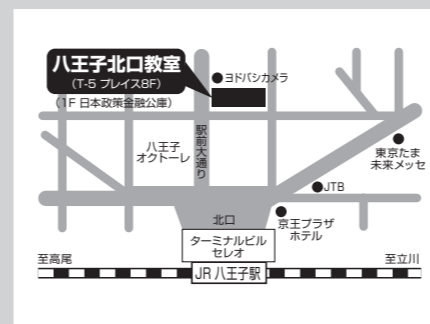 八王子北口教室
(T-5 プレイス8F)
(1F 日本政策金融公庫)
ヨドバシカメラ
八王子
オクトーレ
駅前大通り
東京たま
未来メッセ
JTB
北口
京王プラザ
ホテル
ターミナルビル
セレオ
至高尾
至立川
JR 八王子駅